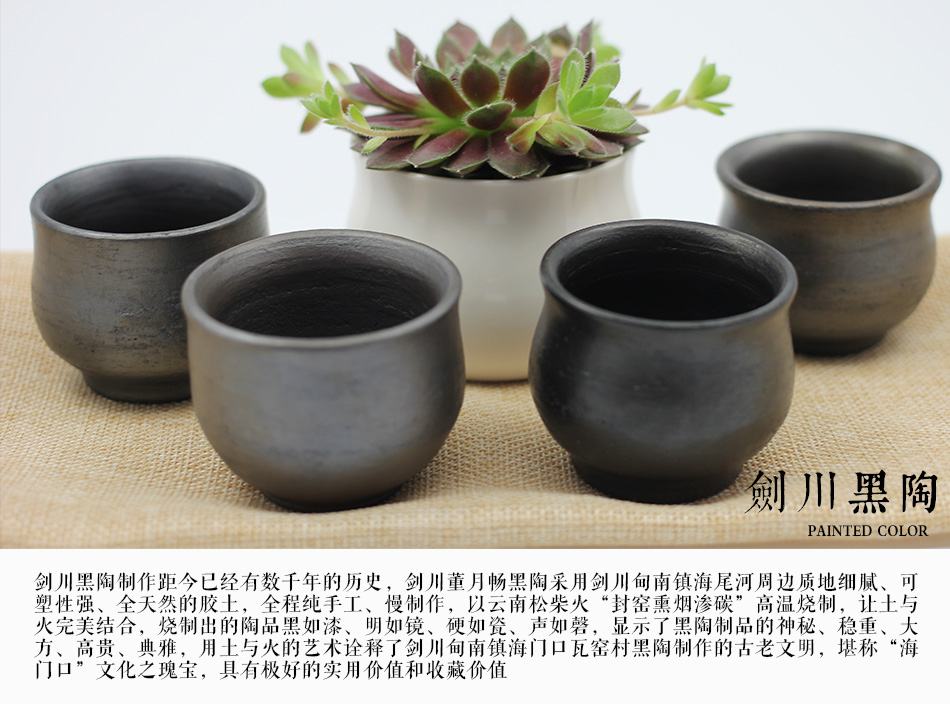 劍川黑陶
PAINTED COLOR
剑川黑陶制作距今已经有数千年的历史，剑川董月畅黑陶采用剑川甸南镇海尾河周边质地细腻、可
塑性强、全天然的胶土，全程纯手工、慢制作，以云南松柴火“封窑熏烟渗碳”高温烧制，让土与
火完美结合，烧制出的陶品黑如漆、明如镜、硬如瓷、声如磬，显示了黑陶制品的神秘、稳重、大
方、高贵、典雅，用土与火的艺术诠释了剑川甸南镇海门口瓦窑村黑陶制作的古老文明，堪称“海
门口”文化之瑰宝，具有极好的实用价值和收藏价值